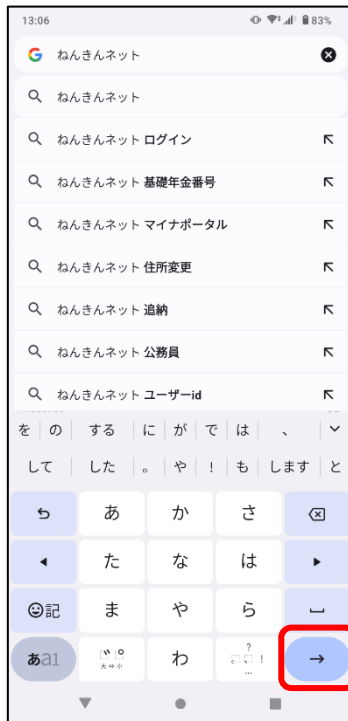 13:06 83%
ねんきんネット
ねんきんネット
ねんきんネット ログイン
ねんきんネット 基礎年金番号
ねんきんネット マイナポータル
ねんきんネット 住所変更
ねんきんネット 追納
ねんきんネット 公務員
ねんきんネット ユーザーid
を の する に が で は 、
して した 。 や ! も します と
あ か さ
た な は
記 ま や ら
あa1 大⇔小 わ 。、?!…